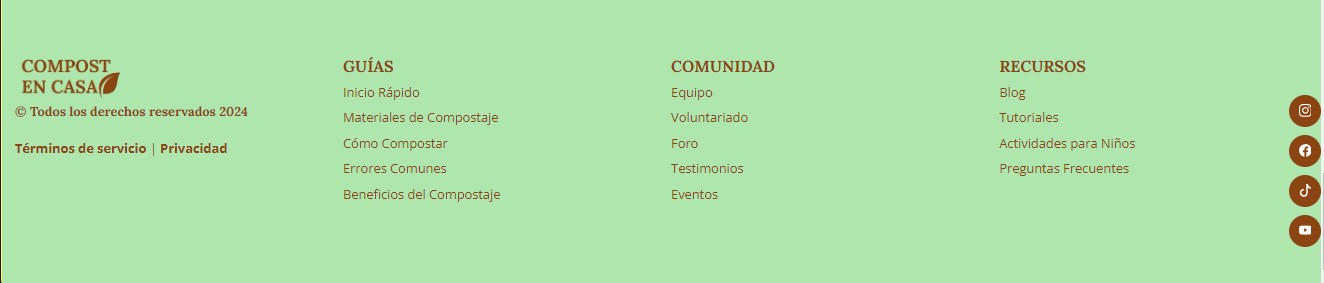 COMPOST
EN CASA
© Todos los derechos reservados 2024
Términos de servicio | Privacidad
GUÍAS
Inicio Rápido
Materiales de Compostaje
Cómo Compostar
Errores Comunes
Beneficios del Compostaje
COMUNIDAD
Equipo
Voluntariado
Foro
Testimonios
Eventos
RECURSOS
Blog
Tutoriales
Actividades para Niños
Preguntas Frecuentes